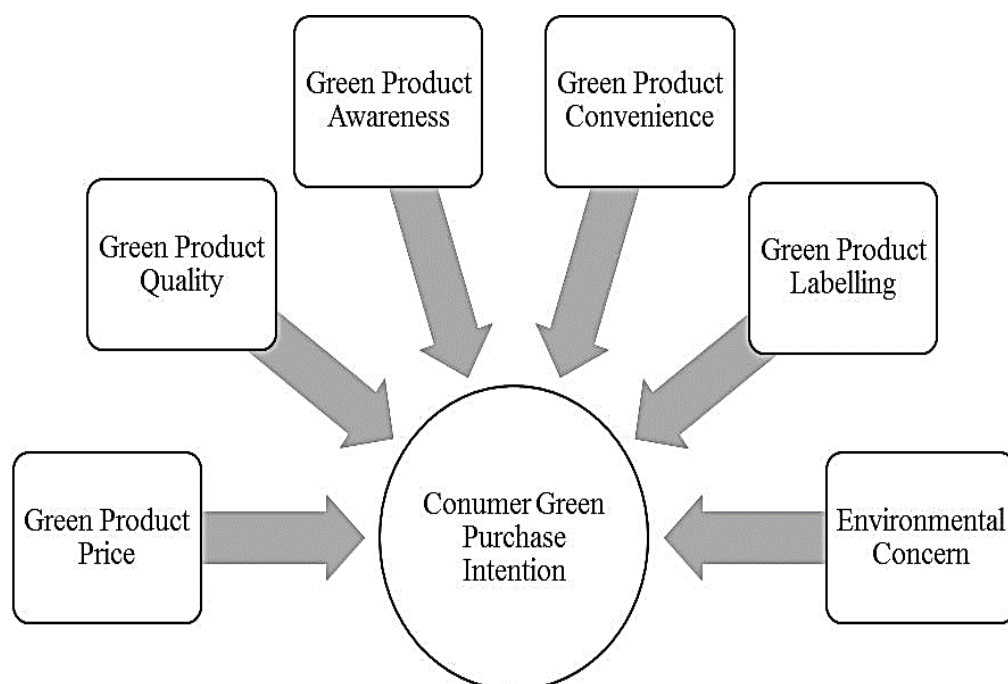 Green Product
Awareness
Green Product
Convenience
Green Product
Quality
Green Product
Labelling
Green Product
Price
Conumer Green
Purchase
Intention
Environmental
Concern